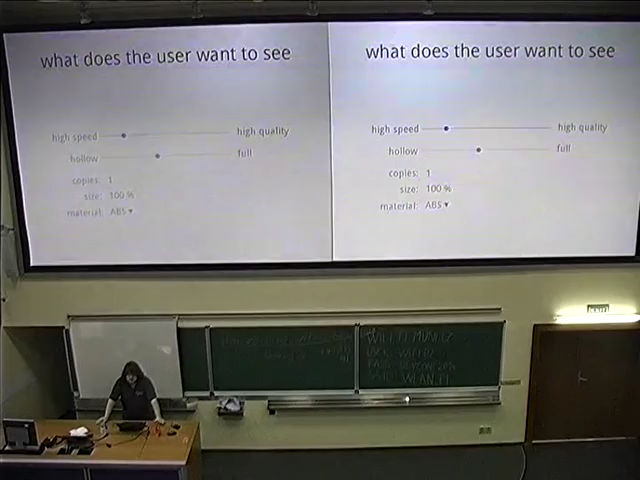 what does the user want to see
high speed high quality
hollow full
copies: 1
size: 100 %
material: ABS ▾
what does the user want to see
high speed high quality
hollow full
copies: 1
size: 100 %
material: ABS ▾